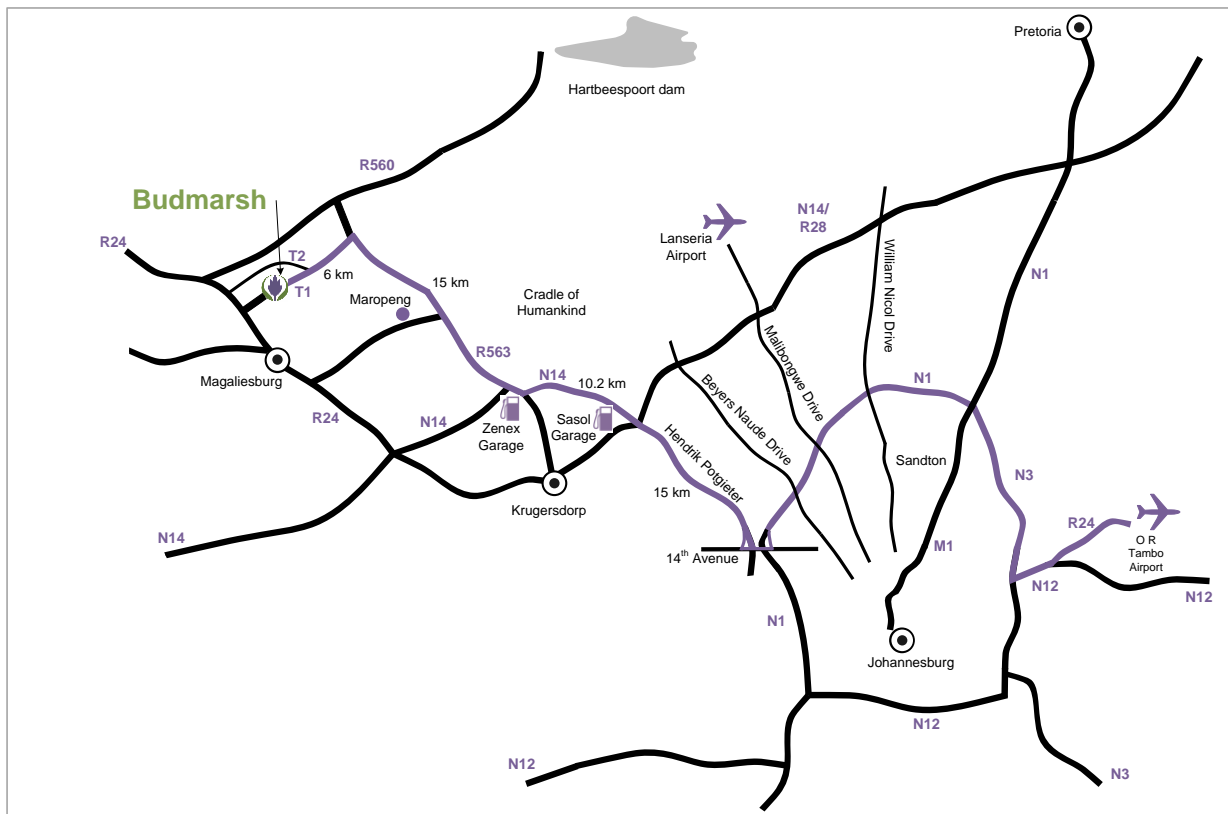 Pretoria
Hartbeespoort dam
R560
Budmarsh
N14/
R28
R24
Lanseria
Airport
T2
6 km
T1
15 km
William Nicol Drive
N1
Maropeng
Cradle of
Humankind
Malibongwe Drive
R563
N14
10.2 km
N1
Magaliesburg
Beyers Naude Drive
R24
N14
Zenex
Garage
Sasol
Garage
Hendrik Potgieter
Sandton
15 km
N3
Krugersdorp
R24
N14
14th Avenue
M1
O R
Tambo
Airport
N12
N12
N1
Johannesburg
N12
N12
N3